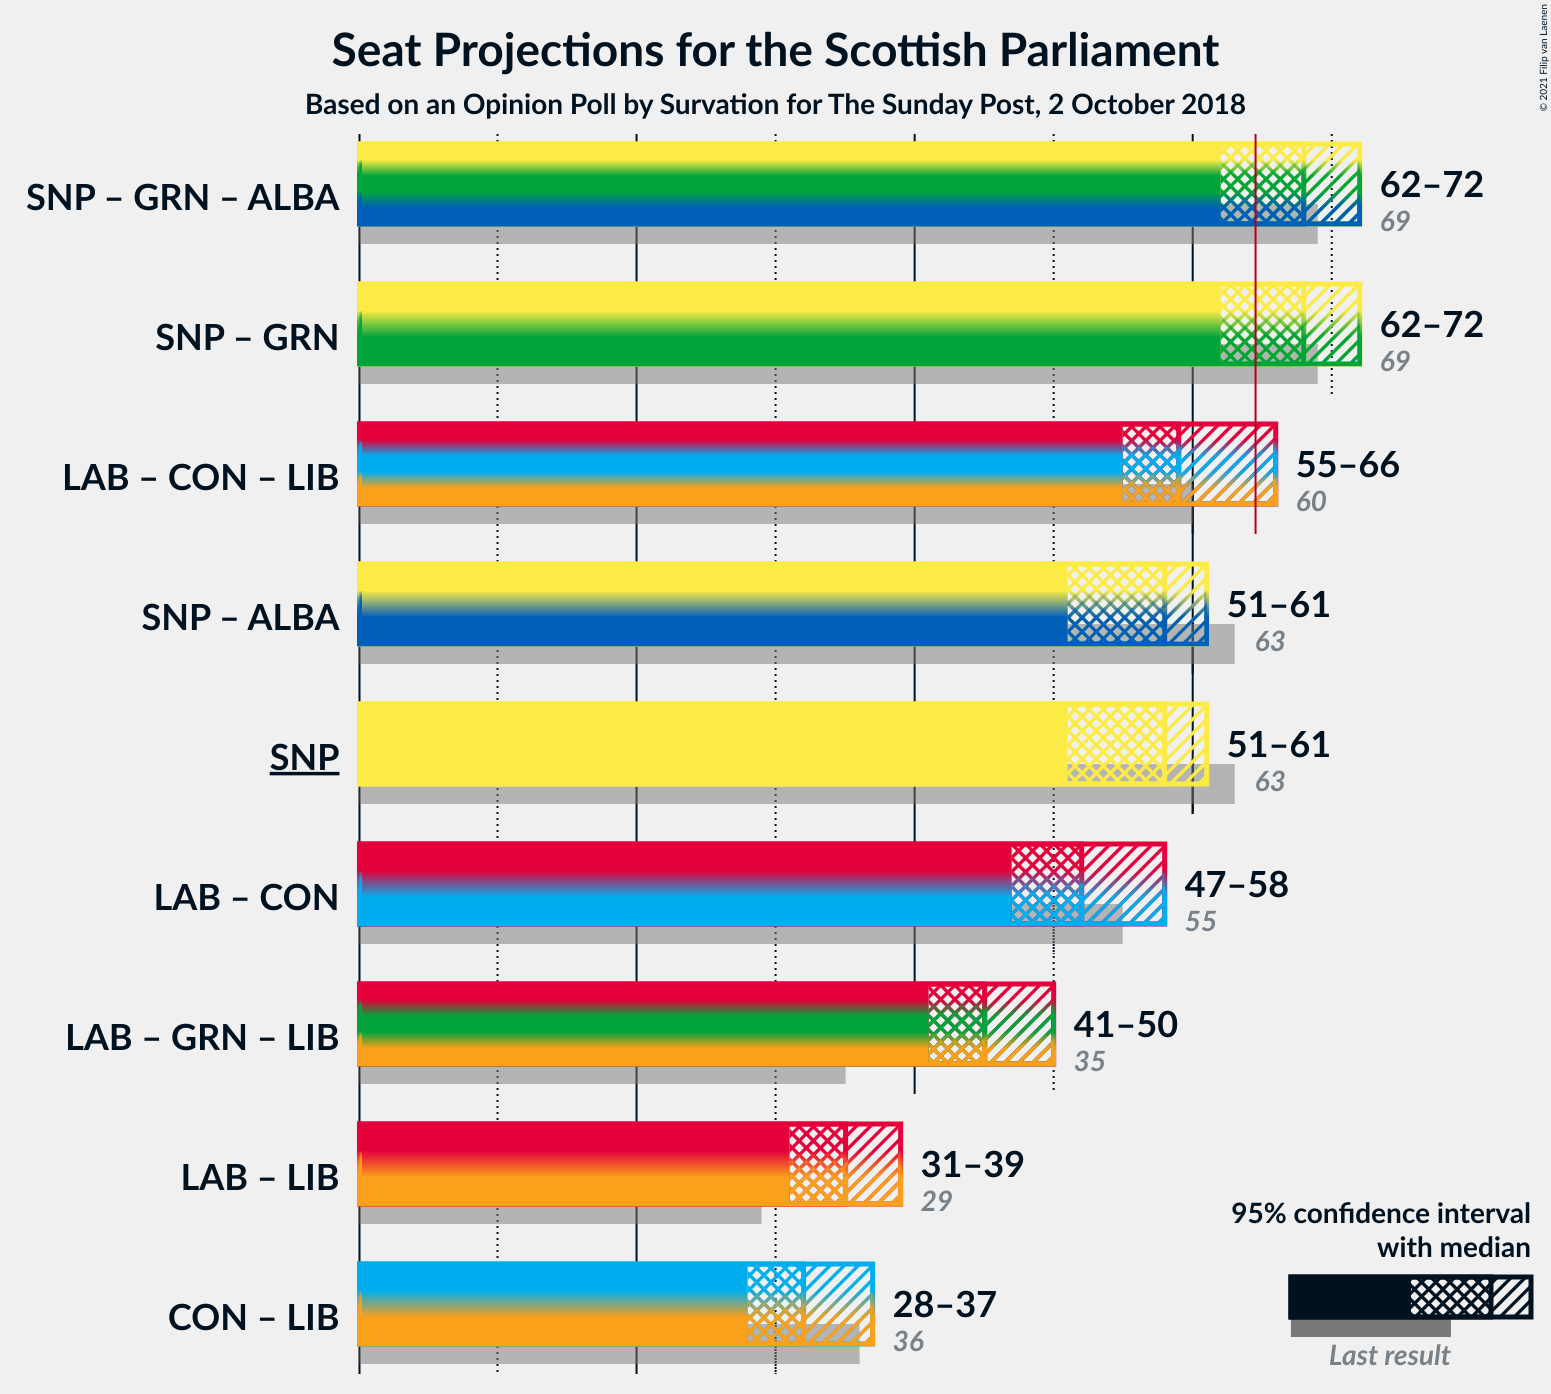 Seat Projections for the Scottish Parliament
Based on an Opinion Poll by Survation for The Sunday Post, 2 October 2018
© 2021 Filip van Laenen
SNP – GRN – ALBA
62–72
69
SNP – GRN
62–72
69
LAB – CON – LIB
55–66
60
SNP – ALBA
51–61
63
SNP
51–61
63
LAB – CON
47–58
55
LAB – GRN – LIB
41–50
35
LAB – LIB
31–39
29
CON – LIB
28–37
36
95% confidence interval
with median
Last result